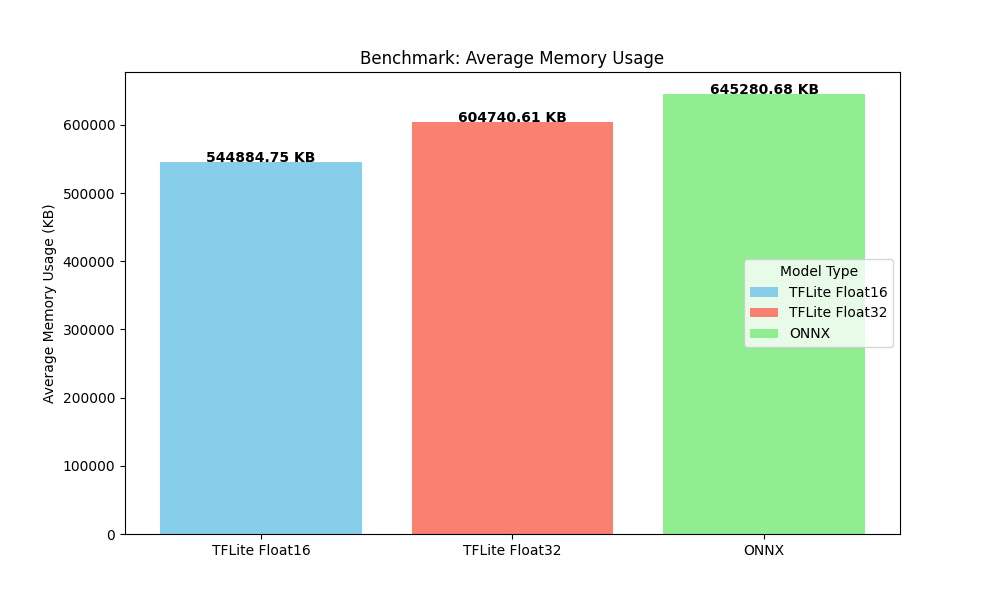 Benchmark: Average Memory Usage
Average Memory Usage (KB)
600000
500000
400000
300000
200000
100000
0
544884.75 KB
604740.61 KB
645280.68 KB
Model Type
TFLite Float16
TFLite Float32
ONNX
TFLite Float16
TFLite Float32
ONNX